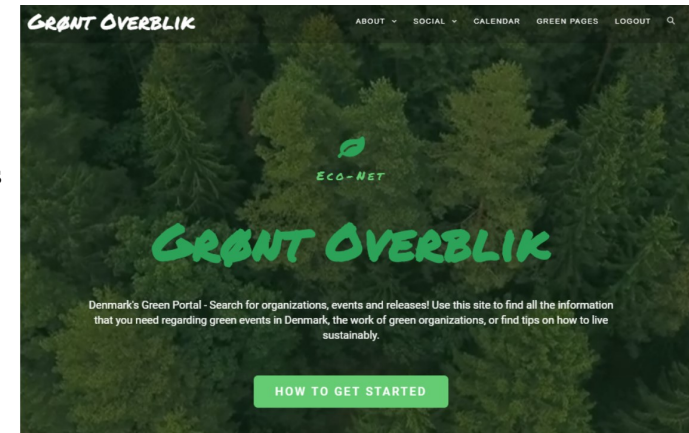 GRØNT OVERBLIK
ABOUT SOCIAL CALENDAR GREEN PAGES LOGOUT
ECO-NET
GRØNT OVERBLIK
Denmark's Green Portal - Search for organizations, events and releases! Use this site to find all the information
that you need regarding green events in Denmark, the work of green organizations, or find tips on how to live
sustainably.
HOW TO GET STARTED